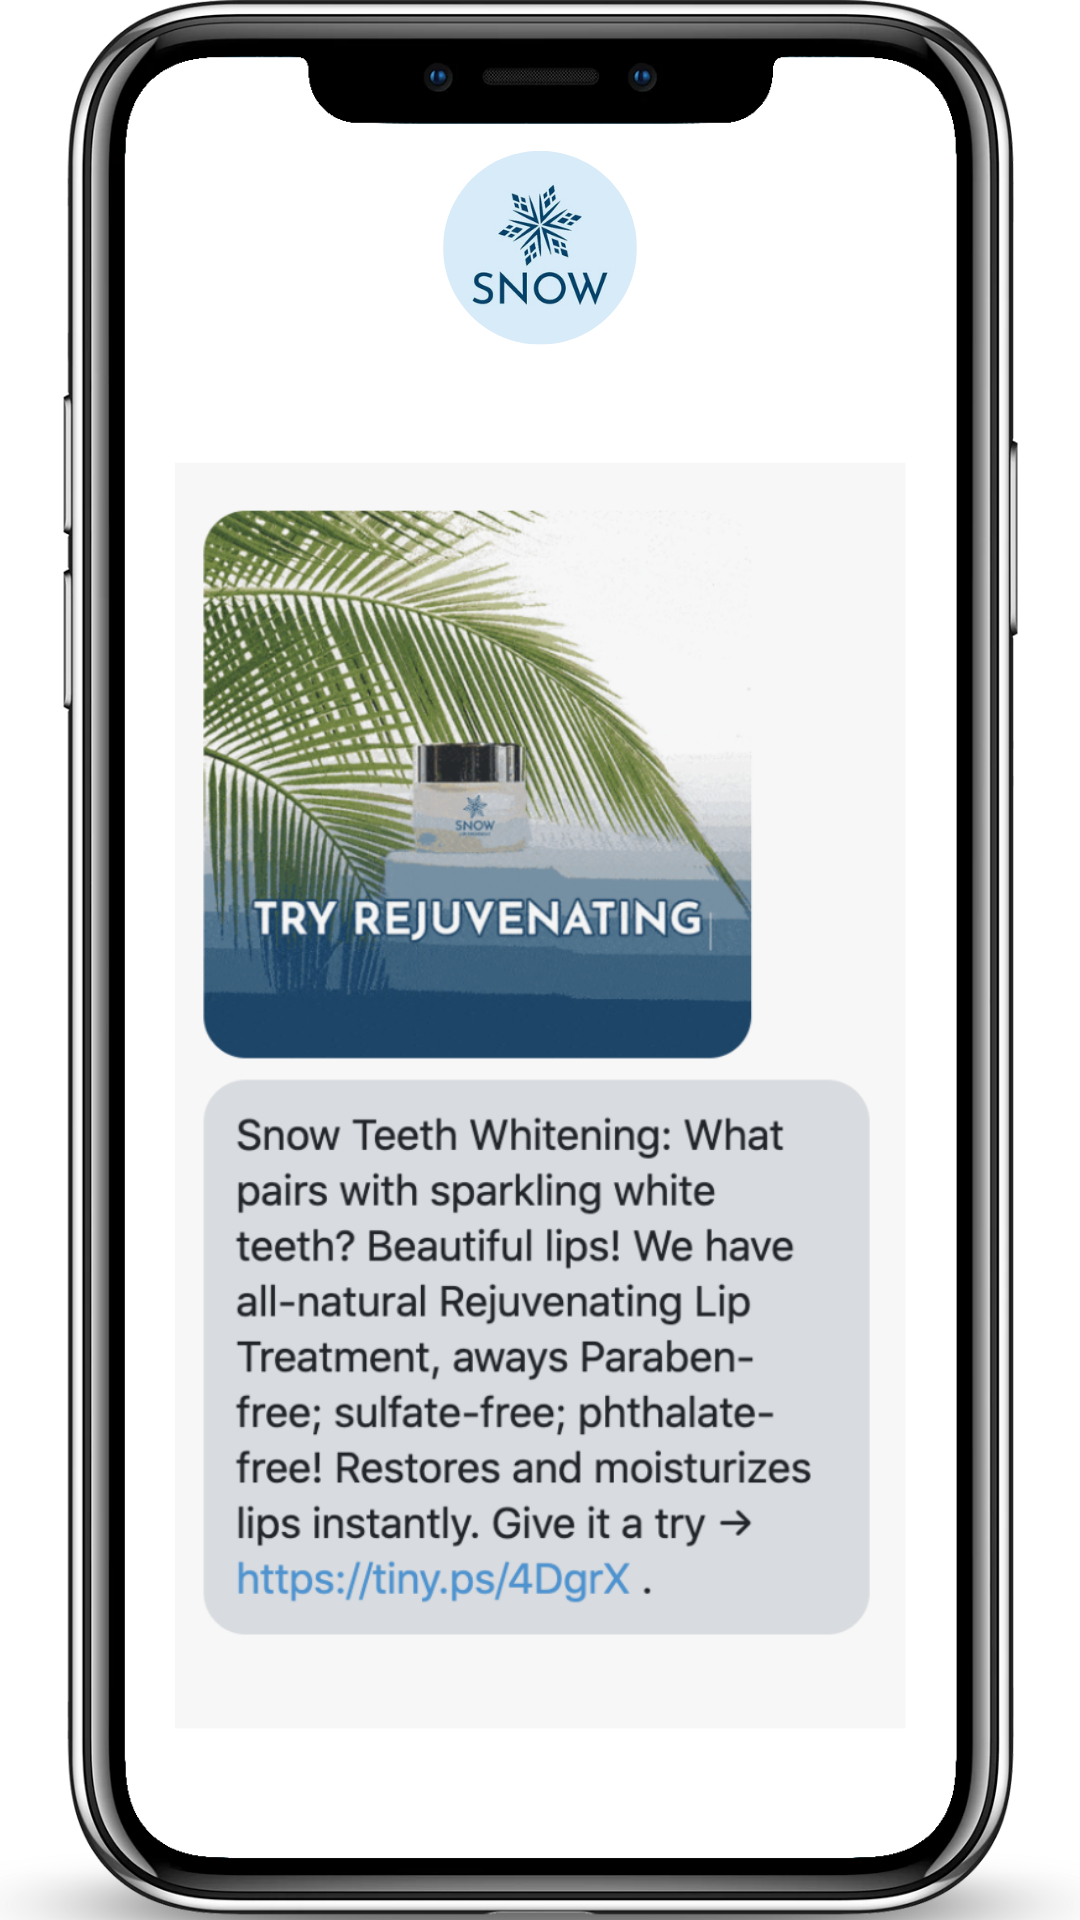 SNOW
SNOW
TRY REJUVENATING
Snow Teeth Whitening: What
pairs with sparkling white
teeth? Beautiful lips! We have
all-natural Rejuvenating Lip
Treatment, aways Paraben-
free; sulfate-free; phthalate-
free! Restores and moisturizes
lips instantly. Give it a try →
https://tiny.ps/4DgrX .